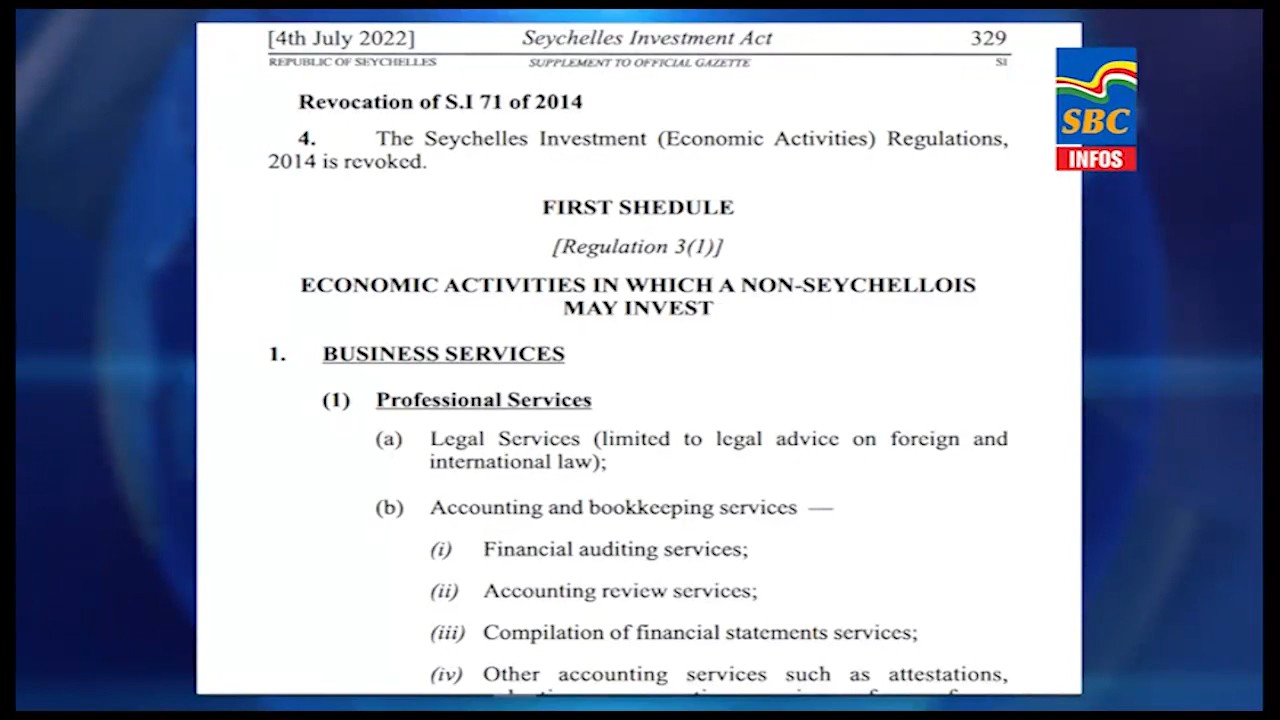 [4th July 2022] Seychelles Investment Act 329
REPUBLIC OF SEYCHELLES SUPPLEMENT TO OFFICIAL GAZETTE SI
Revocation of S.I 71 of 2014
4. The Seychelles Investment (Economic Activities) Regulations,
2014 is revoked.
FIRST SHEDULE
[Regulation 3(1)]
ECONOMIC ACTIVITIES IN WHICH A NON-SEYCHELLOIS
MAY INVEST
1. BUSINESS SERVICES
(1) Professional Services
(a) Legal Services (limited to legal advice on foreign and
international law);
(b) Accounting and bookkeeping services —
(i) Financial auditing services;
(ii) Accounting review services;
(iii) Compilation of financial statements services;
(iv) Other accounting services such as attestations,
SBC
INFOS